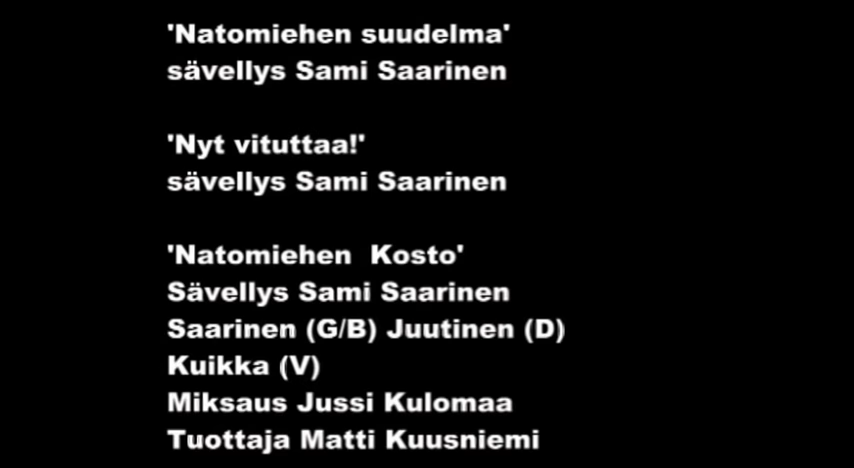 'Natomiehen suudelma'
sävellys Sami Saarinen
'Nyt vituttaa!'
sävellys Sami Saarinen
'Natomiehen Kosto'
Sävellys Sami Saarinen
Saarinen (G/B) Juutinen (D)
Kuikka (V)
Miksaus Jussi Kulomaa
Tuottaja Matti Kuusniemi